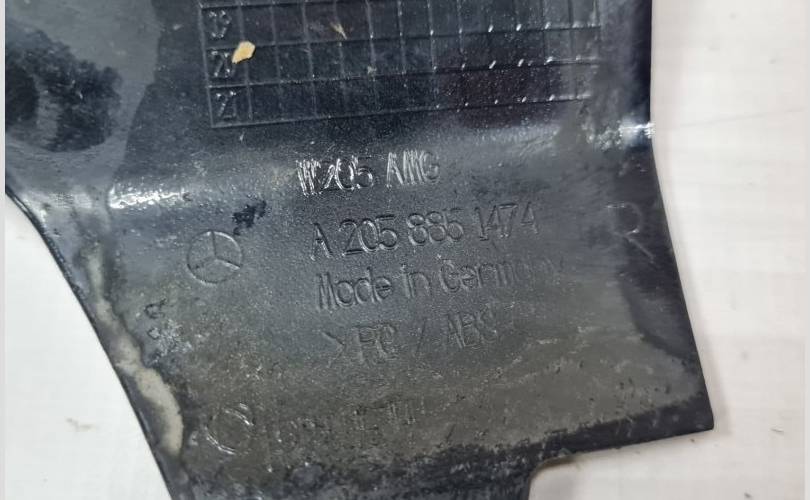 19
20
21
W205 AMG
A 205 885 1474
R
Made in Germany
>PC / ABS<